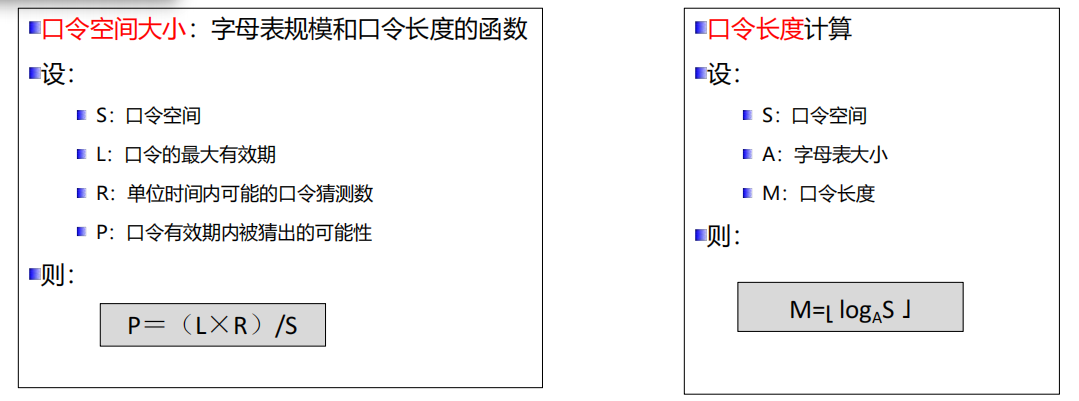 口令空间大小：字母表规模和口令长度的函数
设：
S：口令空间
L：口令的最大有效期
R：单位时间内可能的口令猜测数
P：口令有效期内被猜出的可能性
则：
P＝（L×R）/S
口令长度计算
设：
S：口令空间
A：字母表大小
M：口令长度
则：
M=⌊ logAS ⌋